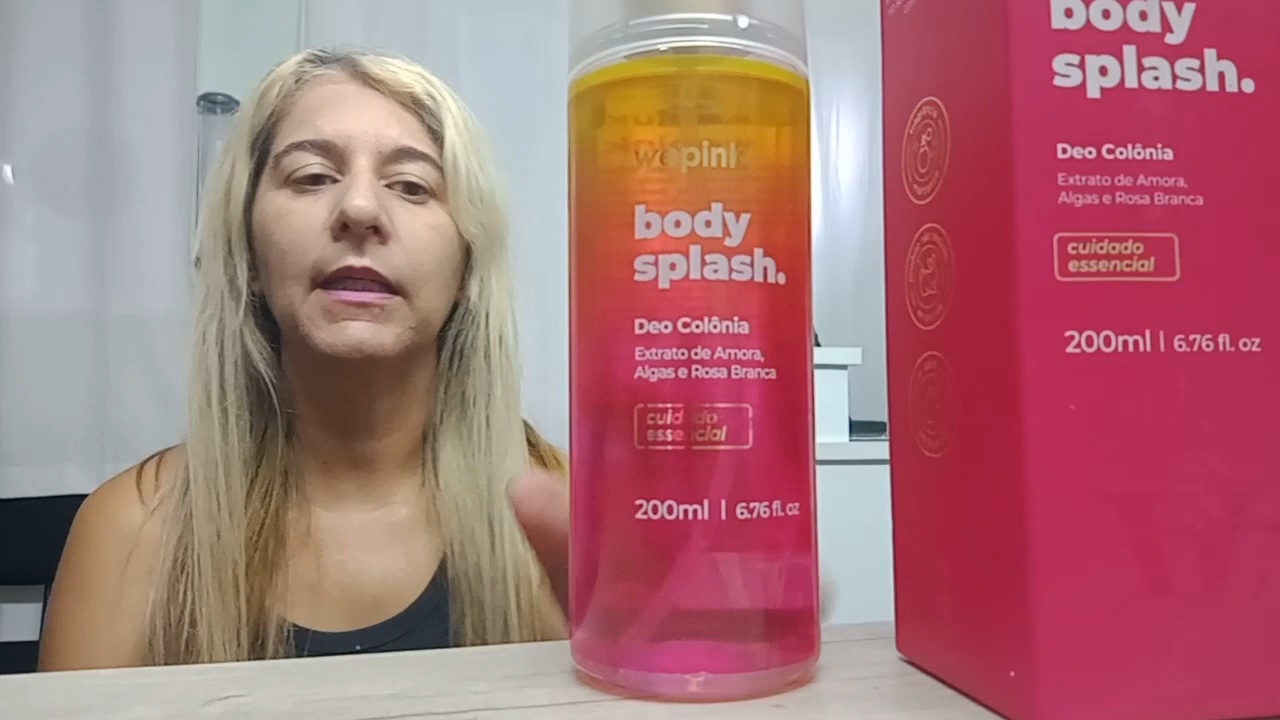 wepink
body
splash.
Deo Colônia
Extrato de Amora,
Algas e Rosa Branca
cuidado
essencial
200ml | 6.76 fl. oz
body
splash.
Deo Colônia
Extrato de Amora,
Algas e Rosa Branca
cuidado
essencial
200ml | 6.76 fl. oz